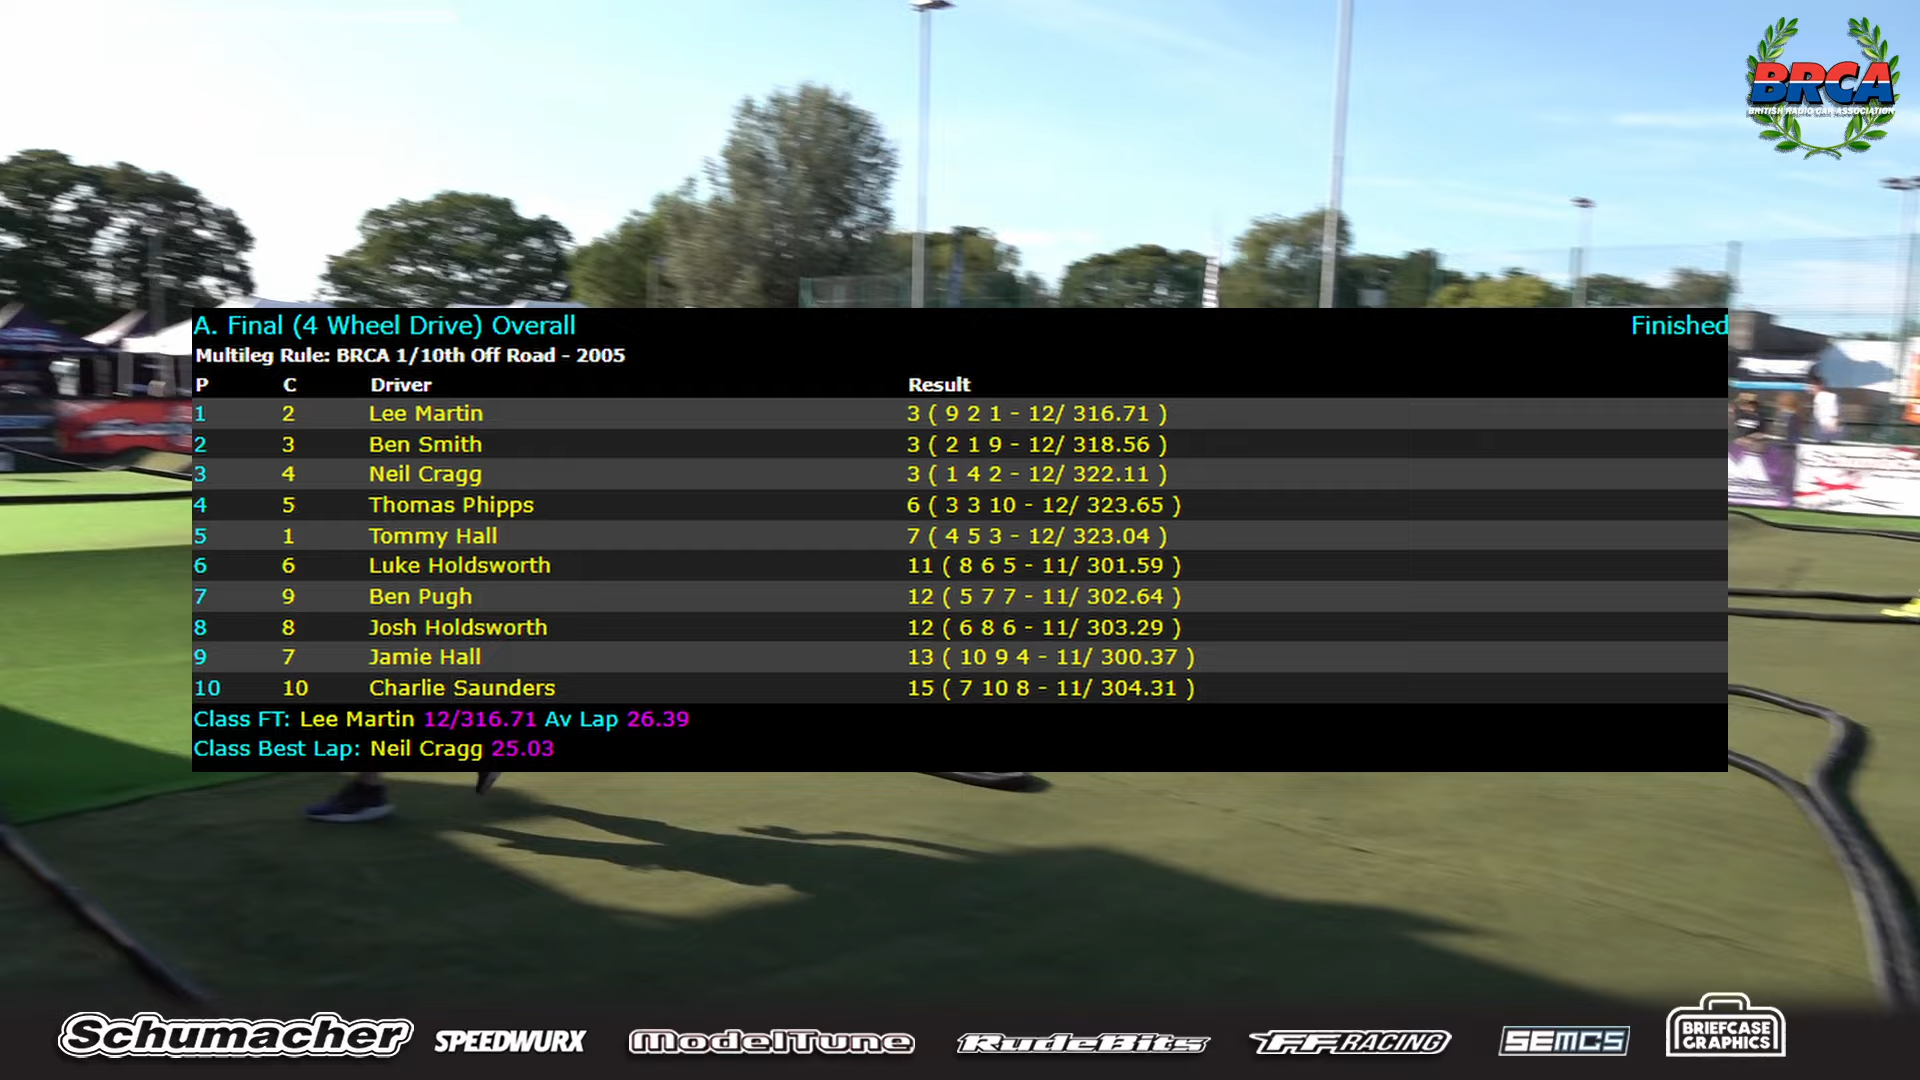 BRCA
BRITISH RADIO CAR ASSOCIATION
A. Final (4 Wheel Drive) Overall Finished
Multileg Rule: BRCA 1/10th Off Road - 2005
P C Driver Result
1 2 Lee Martin 3 ( 9 2 1 - 12/ 316.71 )
2 3 Ben Smith 3 ( 2 1 9 - 12/ 318.56 )
3 4 Neil Cragg 3 ( 1 4 2 - 12/ 322.11 )
4 5 Thomas Phipps 6 ( 3 3 10 - 12/ 323.65 )
5 1 Tommy Hall 7 ( 4 5 3 - 12/ 323.04 )
6 6 Luke Holdsworth 11 ( 8 6 5 - 11/ 301.59 )
7 9 Ben Pugh 12 ( 5 7 7 - 11/ 302.64 )
8 8 Josh Holdsworth 12 ( 6 8 6 - 11/ 303.29 )
9 7 Jamie Hall 13 ( 10 9 4 - 11/ 300.37 )
10 10 Charlie Saunders 15 ( 7 10 8 - 11/ 304.31 )
Class FT: Lee Martin 12/316.71 Av Lap 26.39
Class Best Lap: Neil Cragg 25.03
Schumacher SPEEDWURX ModelTune RudeBits FF RACING SEMCS BRIEFCASE GRAPHICS